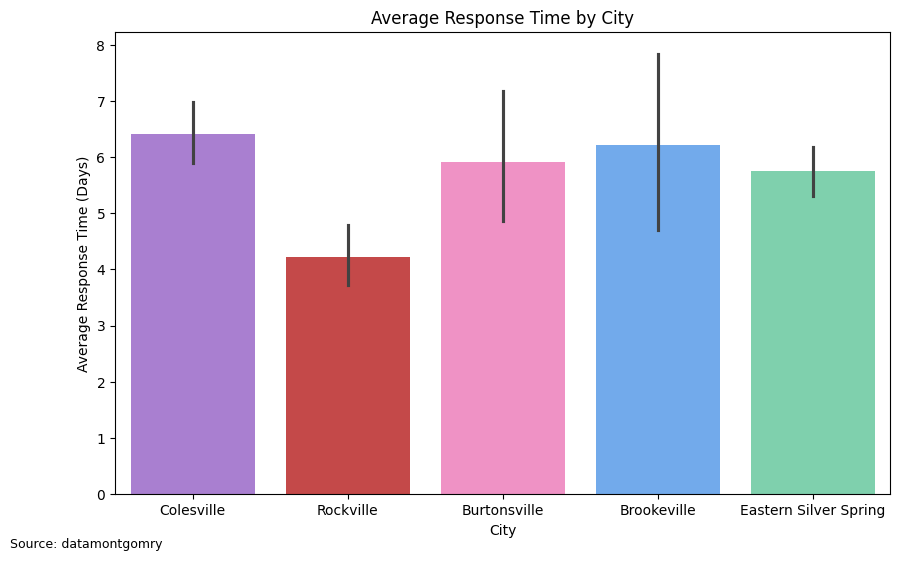 Average Response Time by City
Average Response Time (Days)
8
7
6
5
4
3
2
1
0
Colesville Rockville Burtonsville Brookeville Eastern Silver Spring
City
Source: datamontgomry